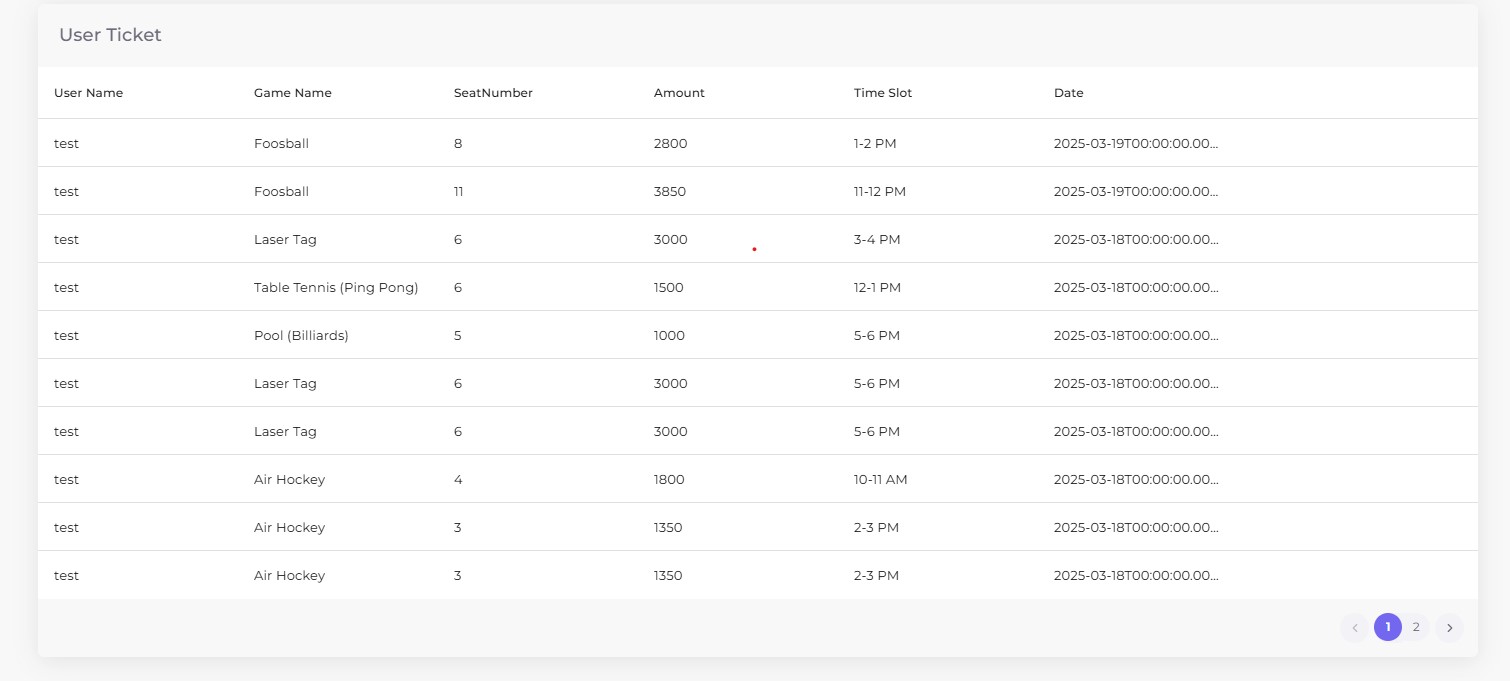 User Ticket
User Name Game Name SeatNumber Amount Time Slot Date
test Foosball 8 2800 1-2 PM 2025-03-19T00:00:00.00...
test Foosball 11 3850 11-12 PM 2025-03-19T00:00:00.00...
test Laser Tag 6 3000 3-4 PM 2025-03-18T00:00:00.00...
test Table Tennis (Ping Pong) 6 1500 12-1 PM 2025-03-18T00:00:00.00...
test Pool (Billiards) 5 1000 5-6 PM 2025-03-18T00:00:00.00...
test Laser Tag 6 3000 5-6 PM 2025-03-18T00:00:00.00...
test Laser Tag 6 3000 5-6 PM 2025-03-18T00:00:00.00...
test Air Hockey 4 1800 10-11 AM 2025-03-18T00:00:00.00...
test Air Hockey 3 1350 2-3 PM 2025-03-18T00:00:00.00...
test Air Hockey 3 1350 2-3 PM 2025-03-18T00:00:00.00...
1 2